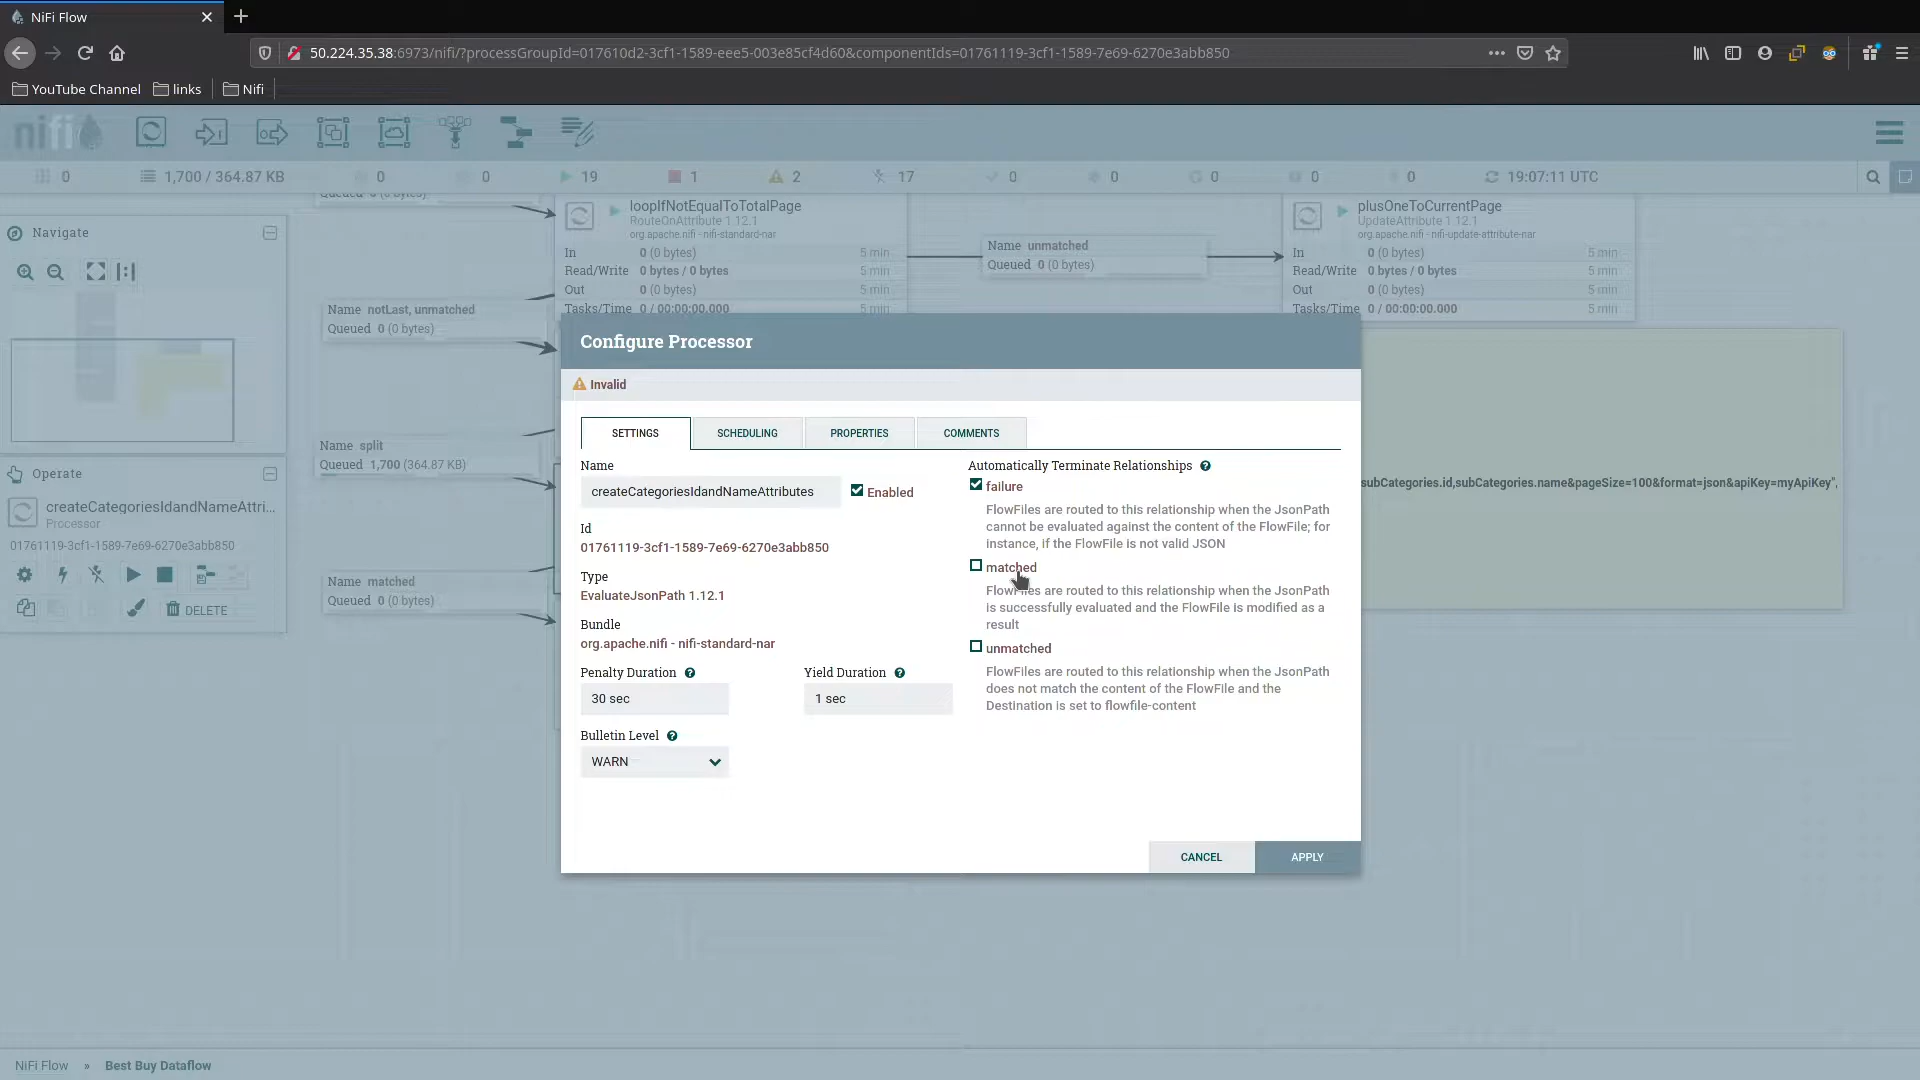 NiFi Flow
50.224.35.38:6973/nifi/?processGroupId=017610d2-3cf1-1589-eee5-003e85cf4d60&componentIds=01761119-3cf1-1589-7e69-6270e3abb850
YouTube Channel links Nifi
nifi
0 1,700 / 364.87 KB 0 0 19 1 2 17 0 0 0 0 0 19:07:11 UTC
Queued 0 (0 bytes)
Navigate
Name notLast, unmatched
Queued 0 (0 bytes)
Name split
Queued 1,700 (364.87 KB)
Operate
createCategoriesIdandNameAttri...
Processor
01761119-3cf1-1589-7e69-6270e3abb850
DELETE
Name matched
Queued 0 (0 bytes)
loopIfNotEqualToTotalPage
RouteOnAttribute 1.12.1
org.apache.nifi - nifi-standard-nar
In 0 (0 bytes) 5 min
Read/Write 0 bytes / 0 bytes 5 min
Out 0 (0 bytes) 5 min
Tasks/Time 0 / 00:00:00.000 5 min
Name unmatched
Queued 0 (0 bytes)
plusOneToCurrentPage
UpdateAttribute 1.12.1
org.apache.nifi - nifi-update-attribute-nar
In 0 (0 bytes) 5 min
Read/Write 0 bytes / 0 bytes 5 min
Out 0 (0 bytes) 5 min
Tasks/Time 0 / 00:00:00.000 5 min
subCategories.id,subCategories.name&pageSize=100&format=json&apiKey=myApiKey",
Configure Processor
Invalid
SETTINGS SCHEDULING PROPERTIES COMMENTS
Name
createCategoriesIdandNameAttributes Enabled
Id
01761119-3cf1-1589-7e69-6270e3abb850
Type
EvaluateJsonPath 1.12.1
Bundle
org.apache.nifi - nifi-standard-nar
Penalty Duration Yield Duration
30 sec 1 sec
Bulletin Level
WARN
Automatically Terminate Relationships
failure
FlowFiles are routed to this relationship when the JsonPath
cannot be evaluated against the content of the FlowFile; for
instance, if the FlowFile is not valid JSON
matched
FlowFiles are routed to this relationship when the JsonPath
is successfully evaluated and the FlowFile is modified as a
result
unmatched
FlowFiles are routed to this relationship when the JsonPath
does not match the content of the FlowFile and the
Destination is set to flowfile-content
CANCEL APPLY
NiFi Flow » Best Buy Dataflow